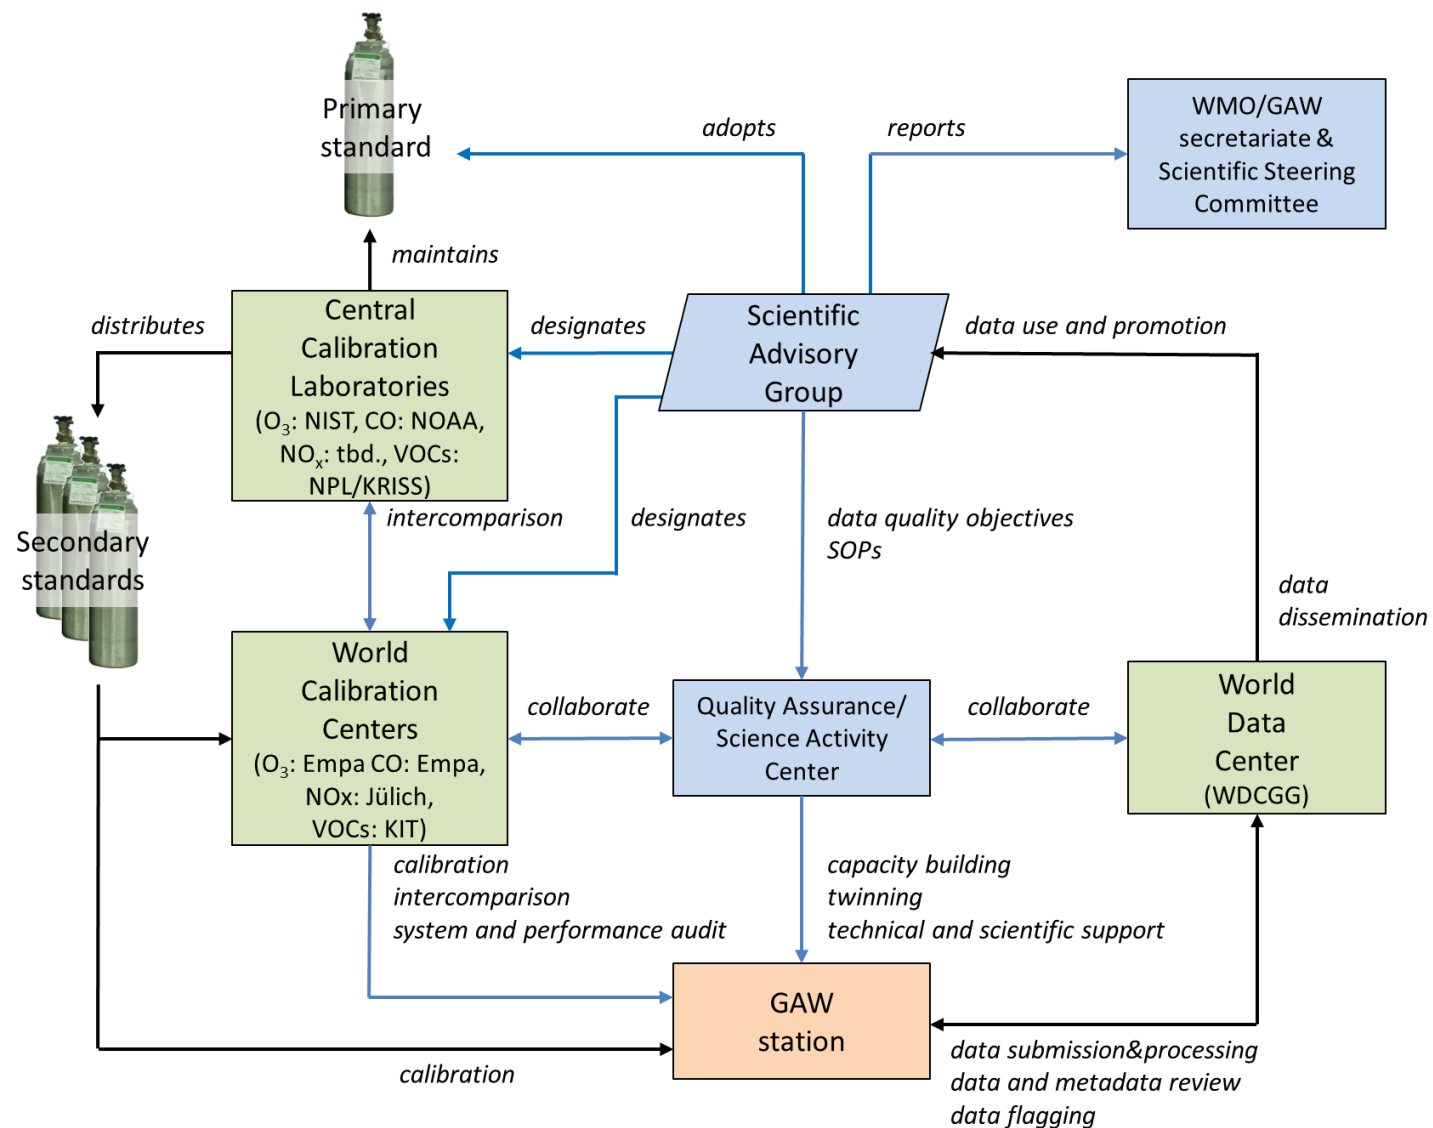 Primary
standard
adopts
reports
WMO/GAW
secretariate &
Scientific Steering
Committee
maintains
distributes
Central
Calibration
Laboratories
(O₃: NIST, CO: NOAA,
NOₓ: tbd., VOCs:
NPL/KRISS)
designates
Scientific
Advisory
Group
data use and promotion
Secondary
standards
intercomparison
designates
data quality objectives
SOPs
data
dissemination
World
Calibration
Centers
(O₃: Empa CO: Empa,
NOx: Jülich,
VOCs: KIT)
collaborate
Quality Assurance/
Science Activity
Center
collaborate
World
Data
Center
(WDCGG)
calibration
intercomparison
system and performance audit
capacity building
twinning
technical and scientific support
GAW
station
calibration
data submission&processing
data and metadata review
data flagging